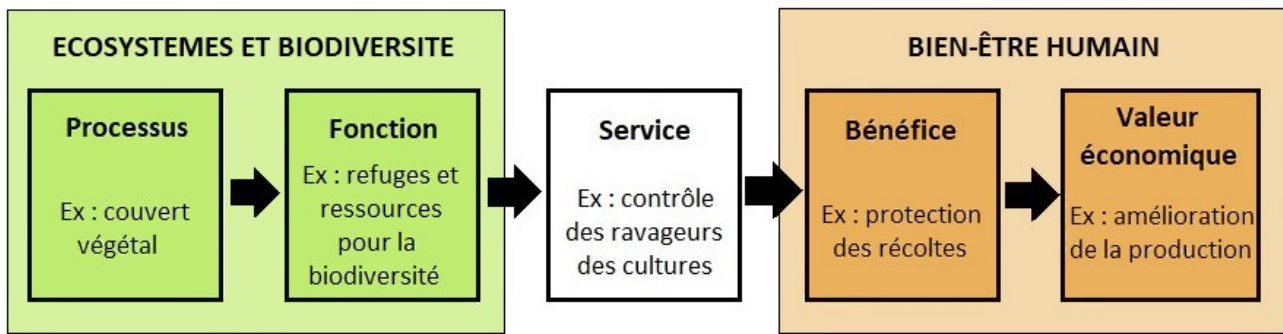 ECOSYSTEMES ET BIODIVERSITE
Processus
Ex : couvert
végétal
Fonction
Ex : refuges et
ressources
pour la
biodiversité
Service
Ex : contrôle
des ravageurs
des cultures
BIEN-ÊTRE HUMAIN
Bénéfice
Ex : protection
des récoltes
Valeur
économique
Ex : amélioration
de la production